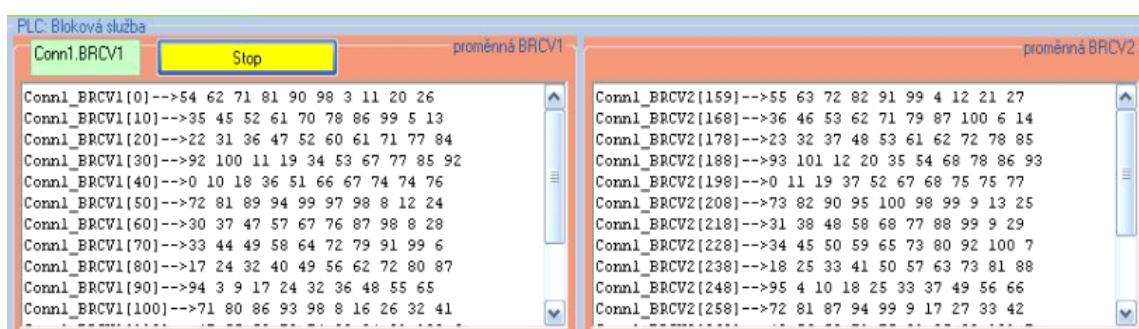 PLC: Bloková služba
Conn1.BRCV1
Stop
proměnná BRCV1
Conn1_BRCV1[0]-->54 62 71 81 90 98 3 11 20 26
Conn1_BRCV1[10]-->35 45 52 61 70 78 86 99 5 13
Conn1_BRCV1[20]-->22 31 36 47 52 60 61 71 77 84
Conn1_BRCV1[30]-->92 100 11 19 34 53 67 77 85 92
Conn1_BRCV1[40]-->0 10 18 36 51 66 67 74 74 76
Conn1_BRCV1[50]-->72 81 89 94 99 97 98 8 12 24
Conn1_BRCV1[60]-->30 37 47 57 67 76 87 98 8 28
Conn1_BRCV1[70]-->33 44 49 58 64 72 79 91 99 6
Conn1_BRCV1[80]-->17 24 32 40 49 56 62 72 80 87
Conn1_BRCV1[90]-->94 3 9 17 24 32 36 48 55 65
Conn1_BRCV1[100]-->71 80 86 93 98 8 16 26 32 41
proměnná BRCV2
Conn1_BRCV2[159]-->55 63 72 82 91 99 4 12 21 27
Conn1_BRCV2[168]-->36 46 53 62 71 79 87 100 6 14
Conn1_BRCV2[178]-->23 32 37 48 53 61 62 72 78 85
Conn1_BRCV2[188]-->93 101 12 20 35 54 68 78 86 93
Conn1_BRCV2[198]-->0 11 19 37 52 67 68 75 75 77
Conn1_BRCV2[208]-->73 82 90 95 100 98 99 9 13 25
Conn1_BRCV2[218]-->31 38 48 58 68 77 88 99 9 29
Conn1_BRCV2[228]-->34 45 50 59 65 73 80 92 100 7
Conn1_BRCV2[238]-->18 25 33 41 50 57 63 73 81 88
Conn1_BRCV2[248]-->95 4 10 18 25 33 37 49 56 66
Conn1_BRCV2[258]-->72 81 87 94 99 9 17 27 33 42